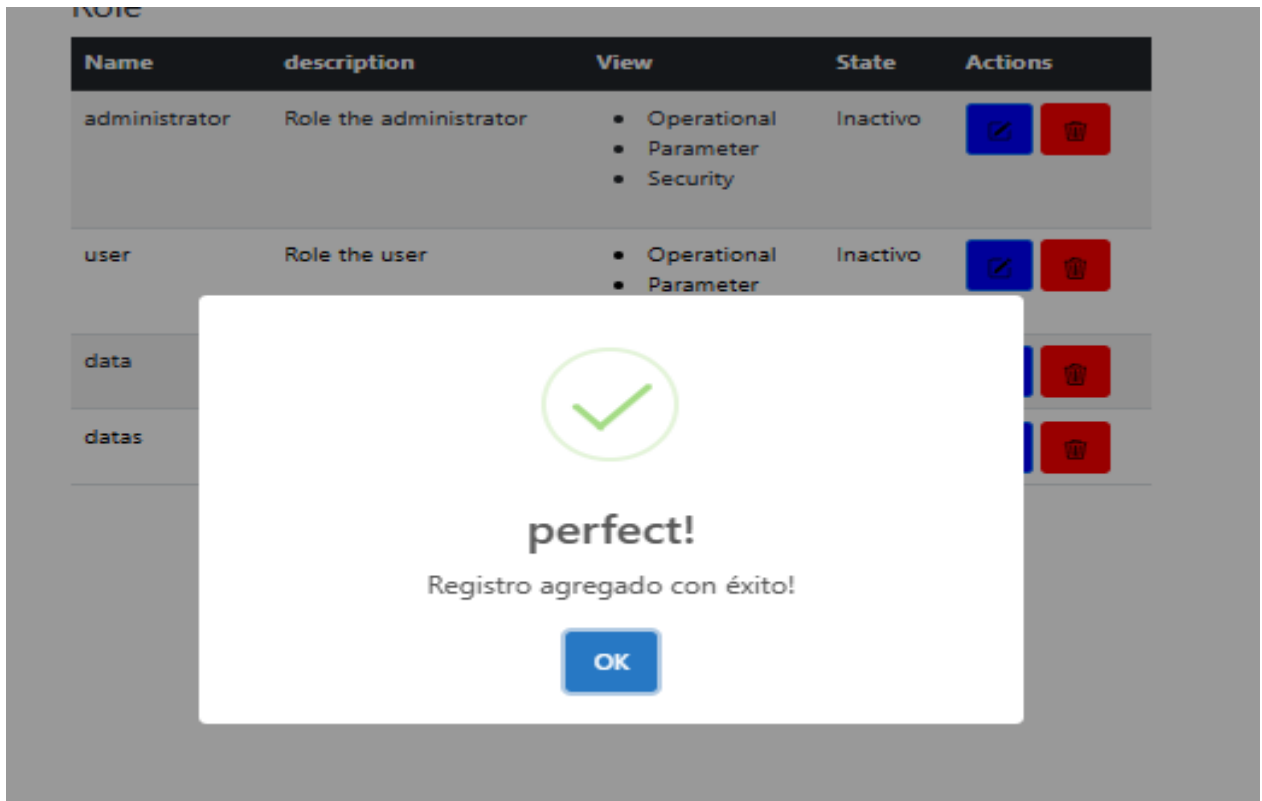 Role
Name description View State Actions
administrator Role the administrator • Operational Inactivo
• Parameter
• Security
user Role the user • Operational Inactivo
• Parameter
data
datas
perfect!
Registro agregado con éxito!
OK